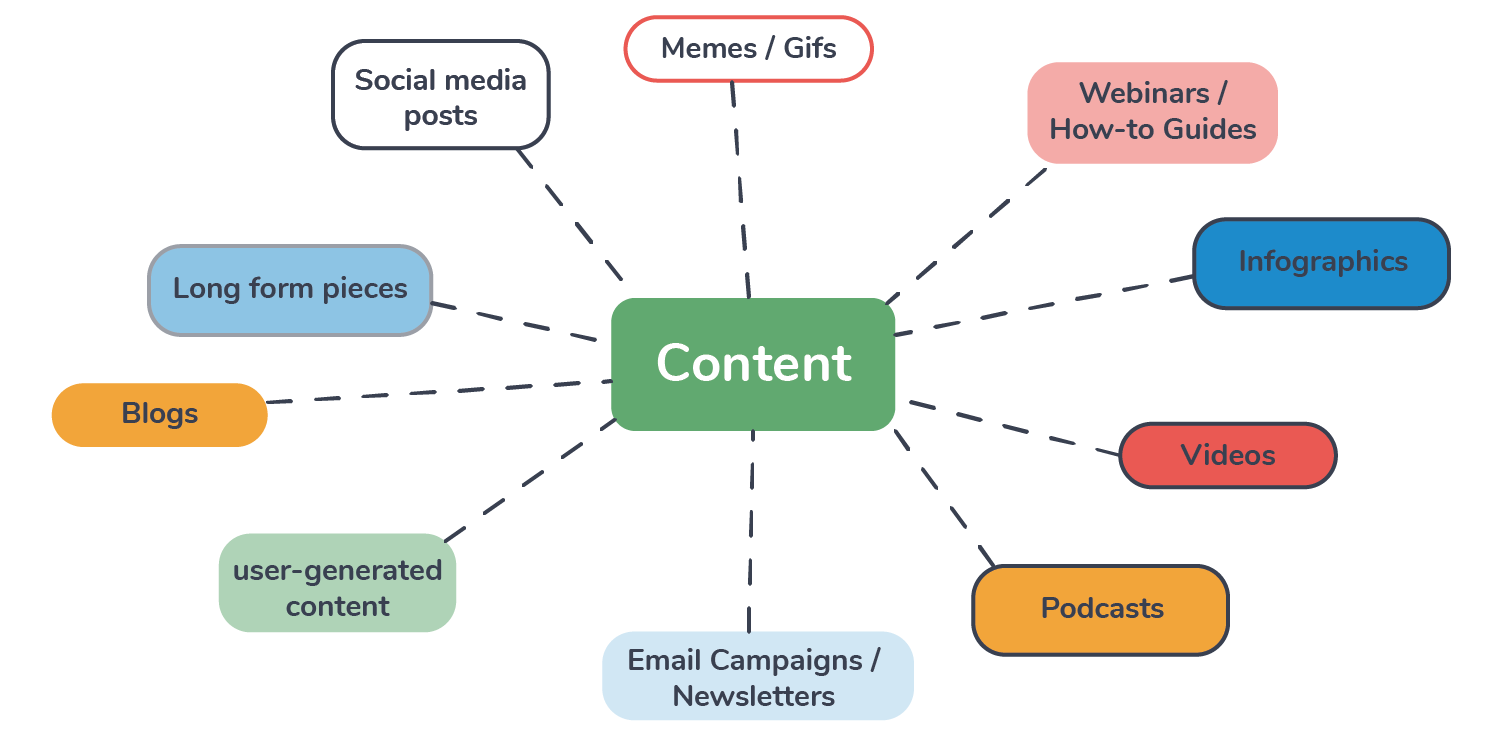 Memes / Gifs
Social media
posts
Webinars /
How-to Guides
Infographics
Long form pieces
Content
Blogs
Videos
user-generated
content
Podcasts
Email Campaigns /
Newsletters